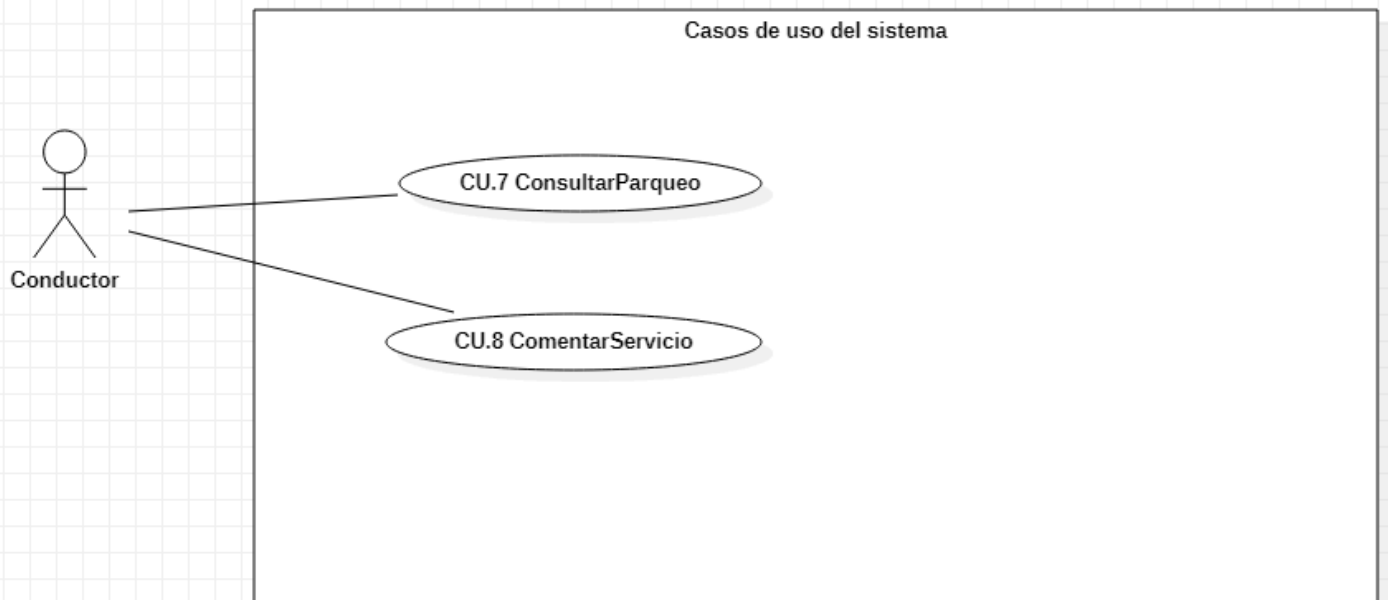 Casos de uso del sistema
CU.7 ConsultarParqueo
Conductor
CU.8 ComentarServicio